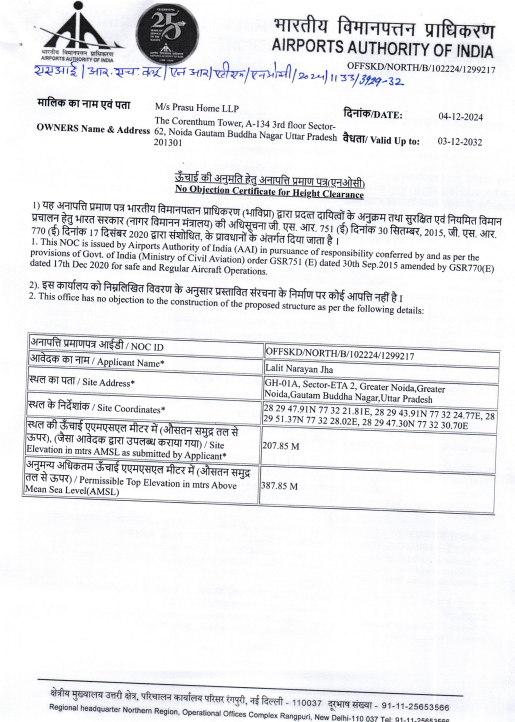 भारतीय विमानपत्तन प्राधिकरण
AIRPORTS AUTHORITY OF INDIA
भारतीय विमानपत्तन प्राधिकरण
AIRPORTS AUTHORITY OF INDIA
25
OFFSKD/NORTH/B/102224/1299217
मालिक का नाम एवं पता
OWNERS Name & Address
M/s Prasu Home LLP
The Corenthum Tower, A-134 3rd floor Sector-
62, Noida Gautam Buddha Nagar Uttar Pradesh
201301
दिनांक/DATE: 04-12-2024
वैधता/ Valid Up to: 03-12-2032
ऊँचाई की अनुमति हेतु अनापत्ति प्रमाण पत्र(एनओसी)
No Objection Certificate for Height Clearance
1) यह अनापत्ति प्रमाण पत्र भारतीय विमानपत्तन प्राधिकरण (भाविप्रा) द्वारा प्रदत्त दायित्वों के अनुक्रम तथा सुरक्षित एवं नियमित विमान
प्रचालन हेतु भारत सरकार (नागर विमानन मंत्रालय) की अधिसूचना जी. एस. आर. 751 (ई) दिनांक 30 सितम्बर, 2015, जी. एस. आर.
770 (ई) दिनांक 17 दिसंबर 2020 द्वारा संशोधित, के प्रावधानों के अंतर्गत दिया जाता है ।
1. This NOC is issued by Airports Authority of India (AAI) in pursuance of responsibility conferred by and as per the
provisions of Govt. of India (Ministry of Civil Aviation) order GSR751 (E) dated 30th Sep.2015 amended by GSR770(E)
dated 17th Dec 2020 for safe and Regular Aircraft Operations.
2). इस कार्यालय को निम्नलिखित विवरण के अनुसार प्रस्तावित संरचना के निर्माण पर कोई आपत्ति नहीं है I
2. This office has no objection to the construction of the proposed structure as per the following details:
अनापत्ति प्रमाणपत्र आईडी / NOC ID
OFFSKD/NORTH/B/102224/1299217
आवेदक का नाम / Applicant Name*
Lalit Narayan Jha
स्थल का पता / Site Address*
GH-01A, Sector-ETA 2, Greater Noida,Greater
Noida,Gautam Buddha Nagar,Uttar Pradesh
स्थल के निर्देशांक / Site Coordinates*
28 29 47.91N 77 32 21.81E, 28 29 43.91N 77 32 24.77E, 28
29 51.37N 77 32 28.02E, 28 29 47.30N 77 32 30.70E
स्थल की ऊँचाई एएमएसएल मीटर में (औसतन समुद्र तल से
ऊपर), (जैसा आवेदक द्वारा उपलब्ध कराया गया) / Site
Elevation in mtrs AMSL as submitted by Applicant*
207.85 M
अनुमन्य अधिकतम ऊँचाई एएमएसएल मीटर में (औसतन समुद्र
तल से ऊपर) / Permissible Top Elevation in mtrs Above
Mean Sea Level(AMSL)
387.85 M
क्षेत्रीय मुख्यालय उत्तरी क्षेत्र, परिचालन कार्यालय परिसर रंगपुरी, नई दिल्ली - 110037 दूरभाष संख्या - 91-11-25653566
Regional headquarter Northern Region, Operational Offices Complex Rangpuri, New Delhi-110 037 Tel: 91-11-25653566